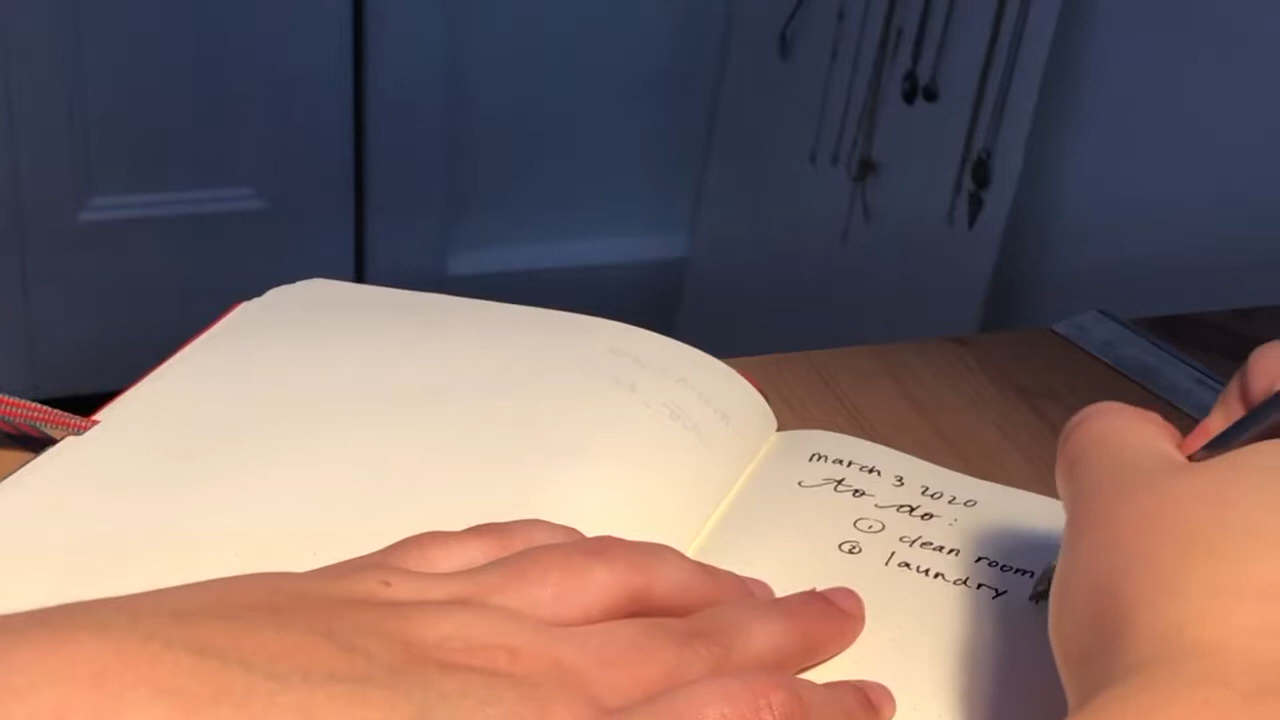 march 3 2020
to do:
① clean room
② laundry